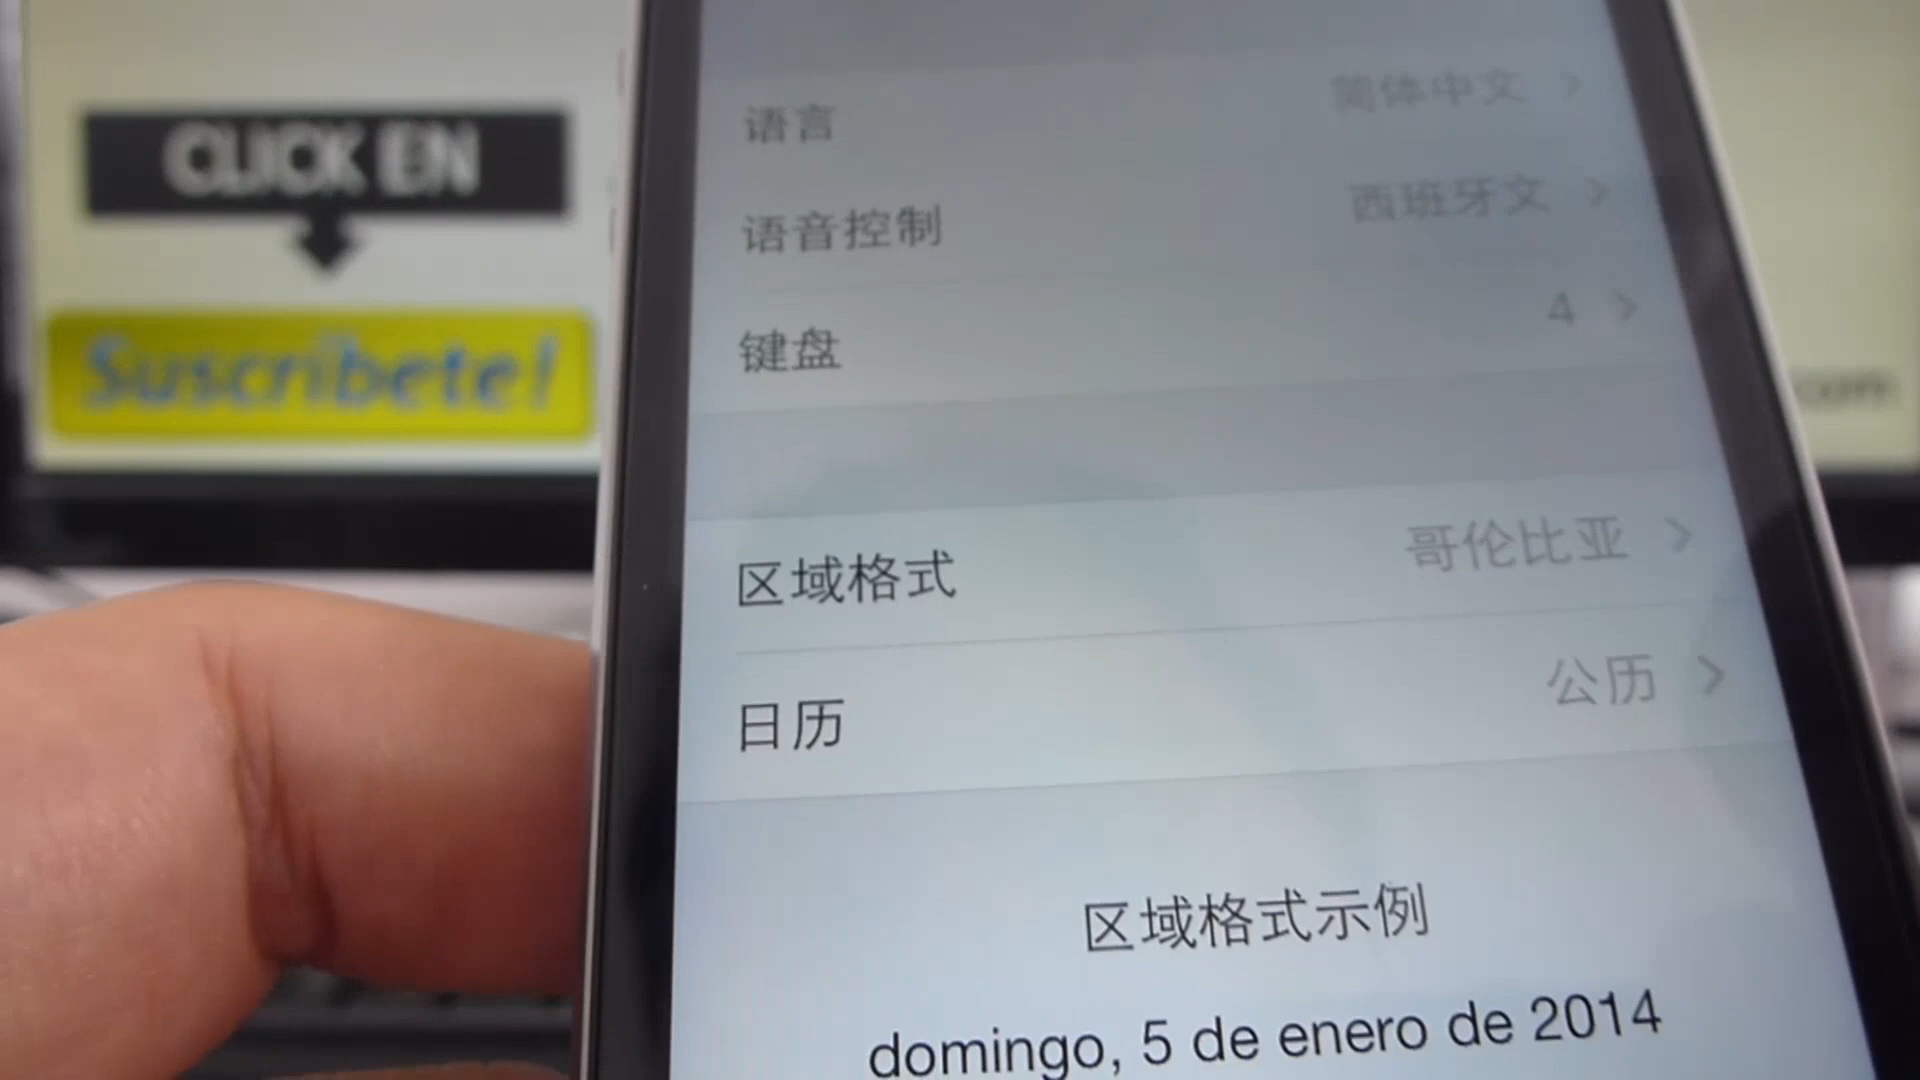 CLICK EN
Suscríbete!
语言 简体中文
语音控制 西班牙文
键盘 4
区域格式 哥伦比亚
日历 公历
区域格式示例
domingo, 5 de enero de 2014
.com